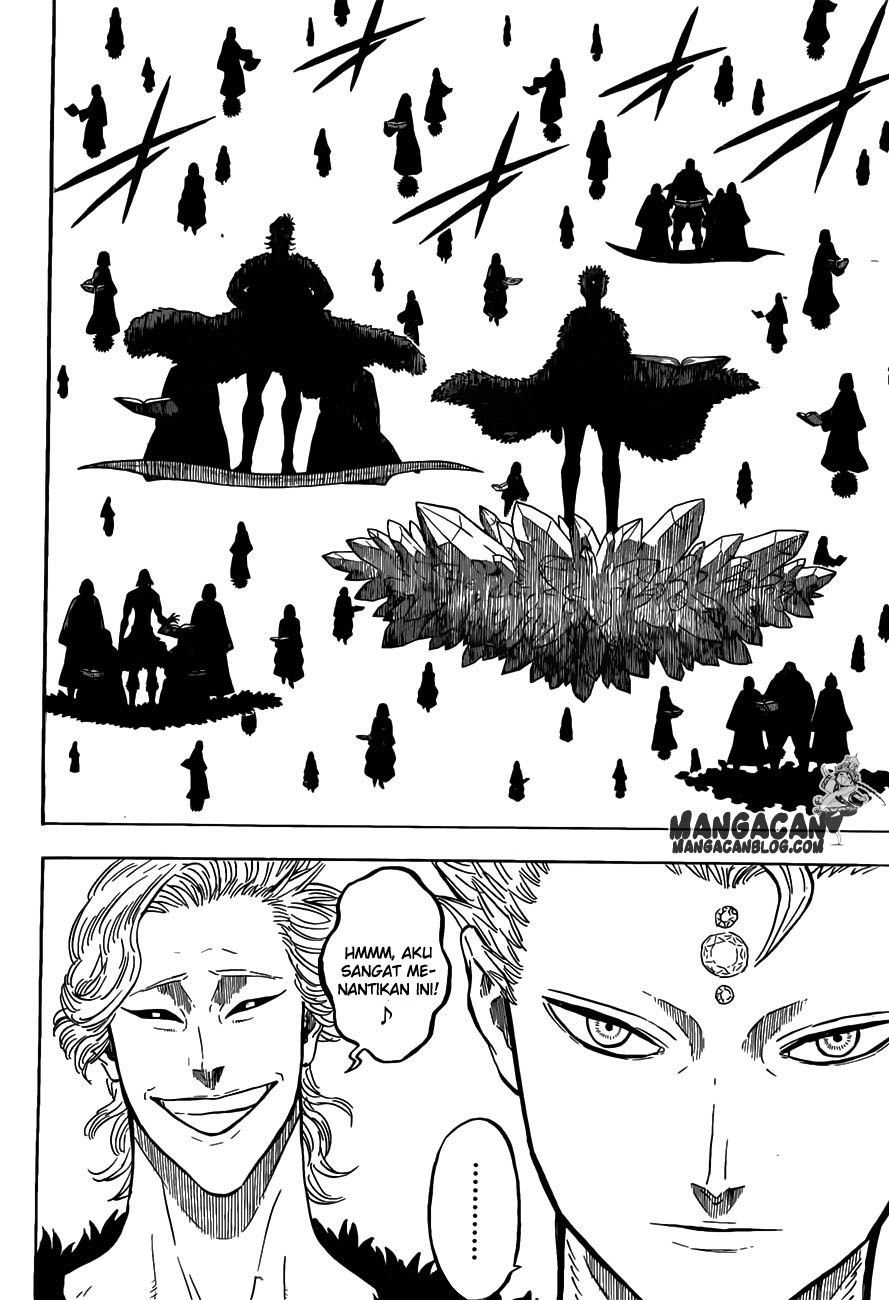 MANGACAN
MANGACANBLOG.COM
HMMM, AKU
SANGAT ME-
NANTIKAN INI!
♪
.........